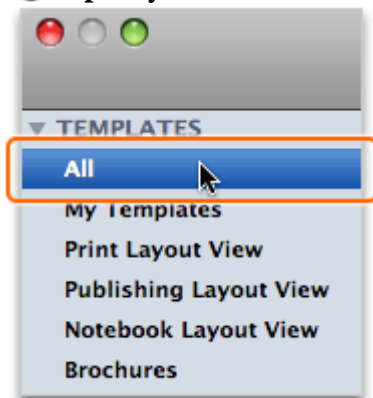 TEMPLATES
All
My Templates
Print Layout View
Publishing Layout View
Notebook Layout View
Brochures